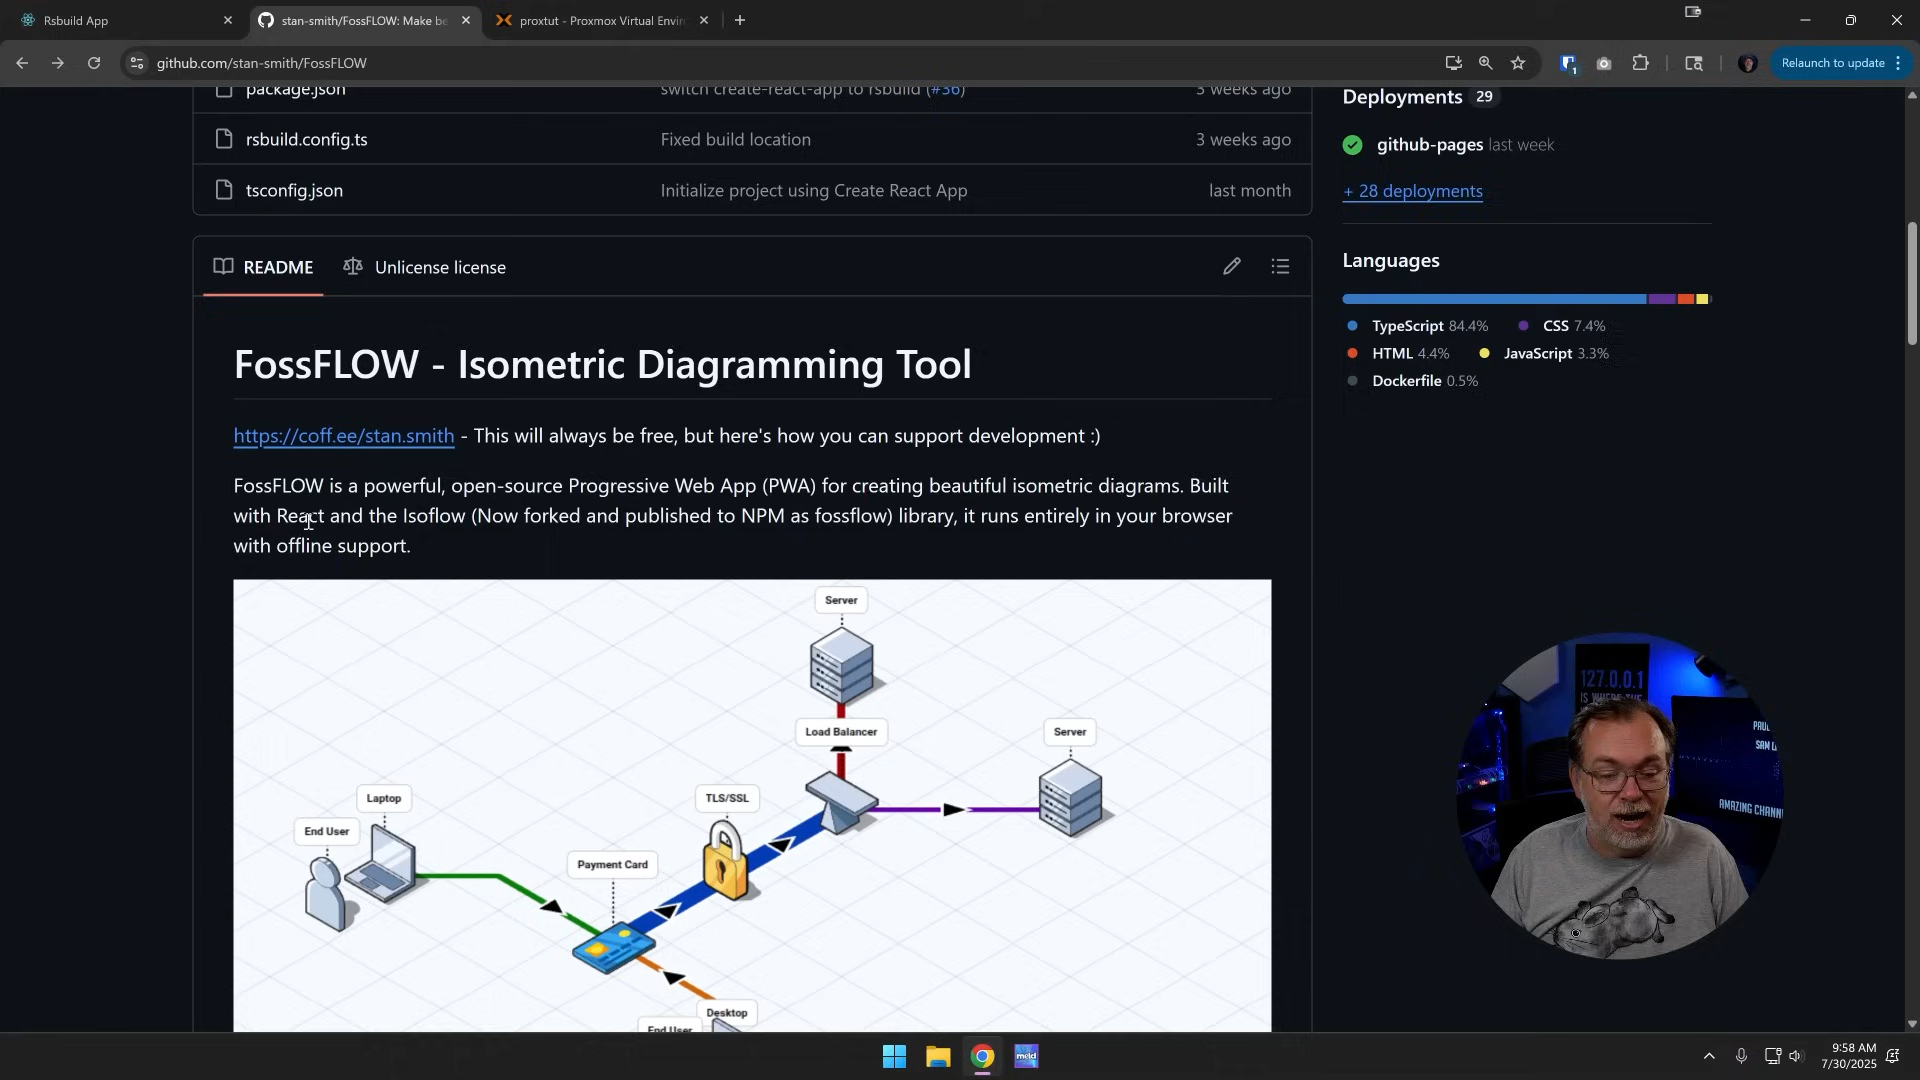 Rsbuild App
stan-smith/FossFLOW: Make be
proxtut - Proxmox Virtual Envir
github.com/stan-smith/FossFLOW
1
Relaunch to update
package.json
switch create-react-app to rsbuild (#36)
3 weeks ago
rsbuild.config.ts
Fixed build location
3 weeks ago
tsconfig.json
Initialize project using Create React App
last month
Deployments 29
github-pages last week
+ 28 deployments
Languages
TypeScript 84.4%
CSS 7.4%
HTML 4.4%
JavaScript 3.3%
Dockerfile 0.5%
README
Unlicense license
FossFLOW - Isometric Diagramming Tool
https://coff.ee/stan.smith - This will always be free, but here's how you can support development :)
FossFLOW is a powerful, open-source Progressive Web App (PWA) for creating beautiful isometric diagrams. Built
with React and the Isoflow (Now forked and published to NPM as fossflow) library, it runs entirely in your browser
with offline support.
Server
Load Balancer
Server
Laptop
TLS/SSL
End User
Payment Card
Desktop
End User
127.0.0.1
IS WHERE THE
AMAZING CHANN
meld
9:58 AM
7/30/2025